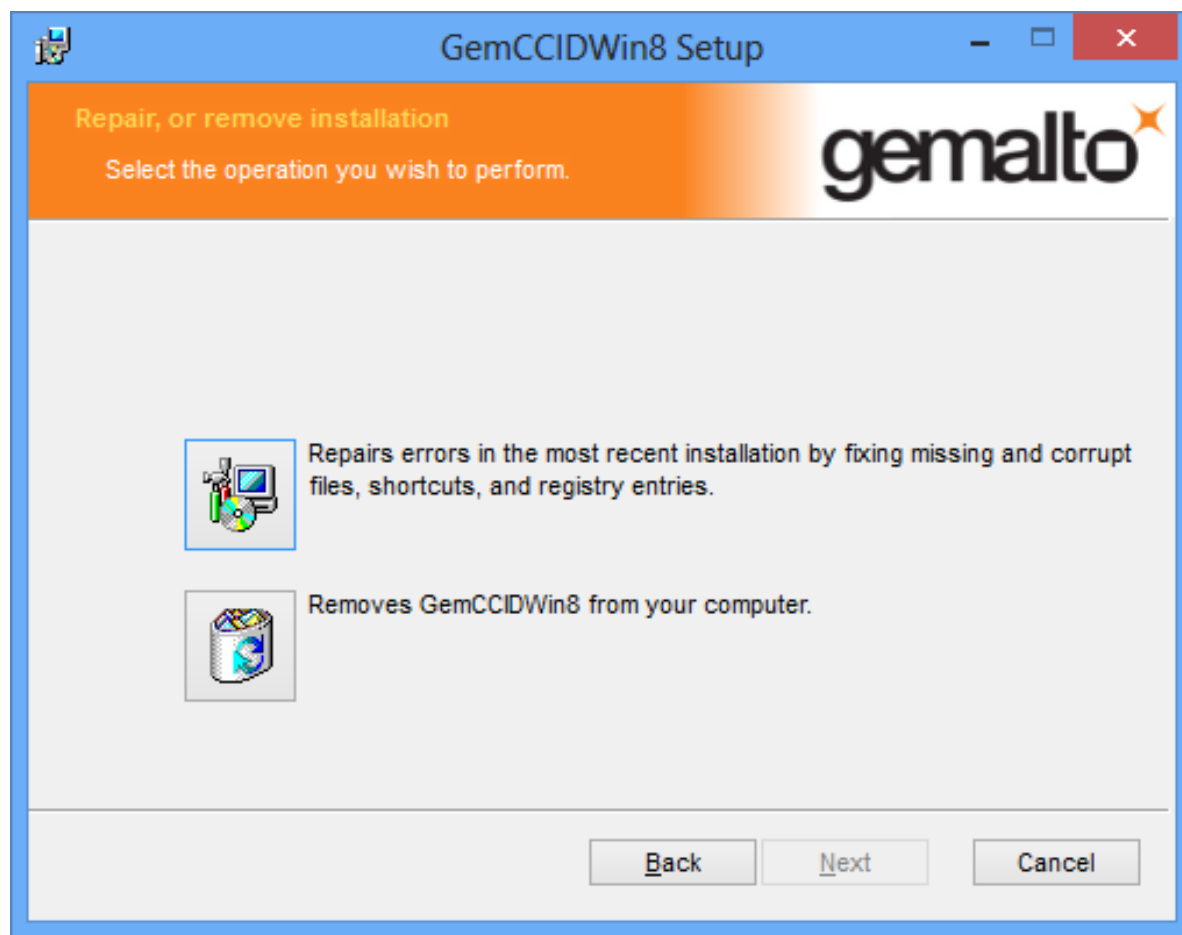 GemCCIDWin8 Setup
Repair, or remove installation
Select the operation you wish to perform.
gemalto
Repairs errors in the most recent installation by fixing missing and corrupt
files, shortcuts, and registry entries.
Removes GemCCIDWin8 from your computer.
Back
Next
Cancel